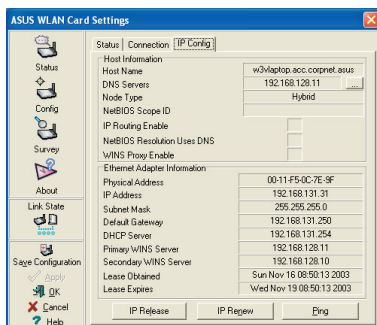 ASUS WLAN Card Settings
Status
Config
Survey
About
Link State
Save Configuration
Apply
OK
Cancel
Help
Status Connection IP Config
Host Information
Host Name w3vlaptop.acc.corpnet.asus
DNS Servers 192.168.128.11 ...
Node Type Hybrid
NetBIOS Scope ID
IP Routing Enable
NetBIOS Resolution Uses DNS
WINS Proxy Enable
Ethernet Adapter Information
Physical Address 00-11-F5-0C-7E-9F
IP Address 192.168.131.31
Subnet Mask 255.255.255.0
Default Gateway 192.168.131.250
DHCP Server 192.168.131.254
Primary WINS Server 192.168.128.11
Secondary WINS Server 192.168.128.10
Lease Obtained Sun Nov 16 08:50:13 2003
Lease Expires Wed Nov 19 08:50:13 2003
IP Release IP Renew Ping